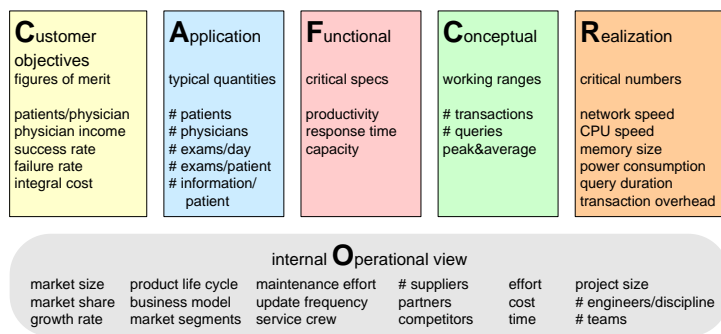 Customer
objectives
figures of merit
patients/physician
physician income
success rate
failure rate
integral cost
Application
typical quantities
# patients
# physicians
# exams/day
# exams/patient
# information/
patient
Functional
critical specs
productivity
response time
capacity
Conceptual
working ranges
# transactions
# queries
peak&average
Realization
critical numbers
network speed
CPU speed
memory size
power consumption
query duration
transaction overhead
internal Operational view
market size product life cycle maintenance effort # suppliers effort project size
market share business model update frequency partners cost # engineers/discipline
growth rate market segments service crew competitors time # teams